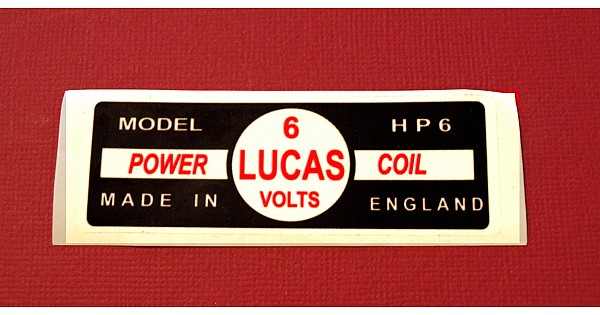 MODEL 6 HP6
POWER LUCAS COIL
MADE IN VOLTS ENGLAND